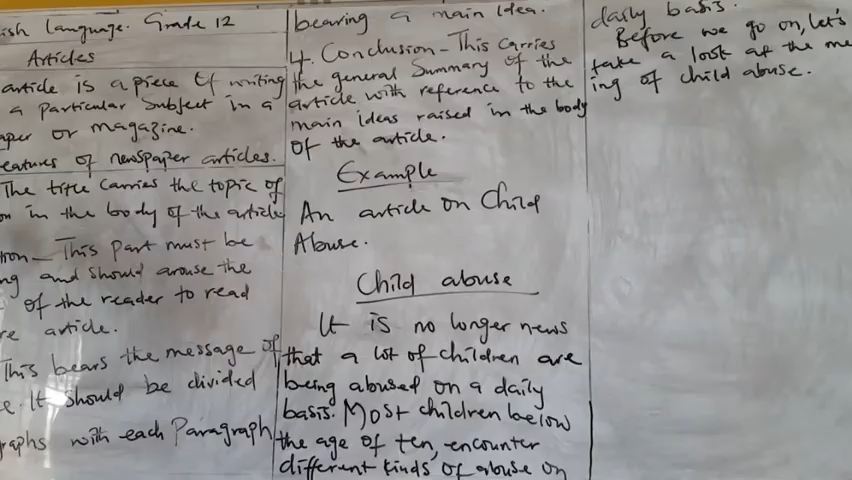 ish language. Grade 12
Articles
article is a piece of writing
a particular subject in a
aper or magazine.
eatures of newspaper articles.
The title carries the topic of
on in the body of the article
tion - This part must be
ng and should arouse the
of the reader to read
re article.
This bears the message of
e. It should be divided
graphs with each Paragraph
bearing a main idea.
4. Conclusion - This carries
the general summary of the
article with reference to the
main ideas raised in the body
of the article.
Example
An article on Child
Abuse.
Child abuse
It is no longer news
that a lot of children are
being abused on a daily
basis. Most children below
the age of ten, encounter
different kinds of abuse on
daily basis.
Before we go on, let's
take a look at the me
ing of child abuse.